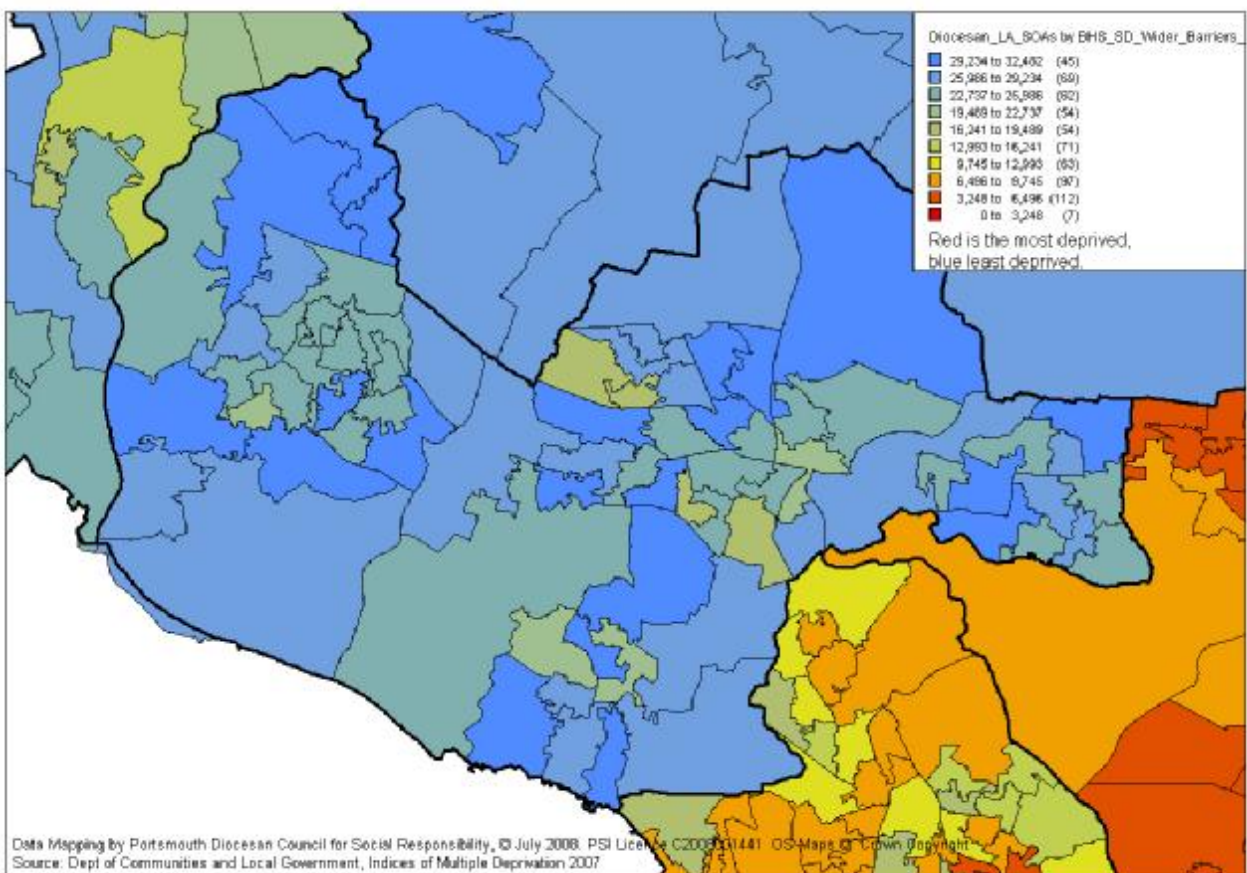 Diocesan_LA_SOAs by BHS_SD_Wider_Barriers_
29,234 to 32,482 (45)
25,986 to 29,234 (69)
22,737 to 25,986 (62)
19,489 to 22,737 (54)
16,241 to 19,489 (54)
12,993 to 16,241 (71)
9,745 to 12,993 (63)
6,496 to 9,745 (97)
3,248 to 6,496 (112)
0 to 3,248 (7)
Red is the most deprived,
blue least deprived.
Data Mapping by Portsmouth Diocesan Council for Social Responsibility, © July 2008. PSI Licence C2008001441 OS Maps © Crown Copyright
Source: Dept of Communities and Local Government, Indices of Multiple Deprivation 2007